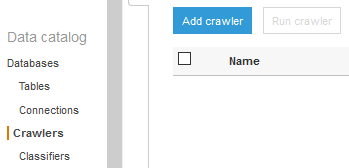 Data catalog
Databases
Tables
Connections
Crawlers
Classifiers
Add crawler
Run crawler
Name